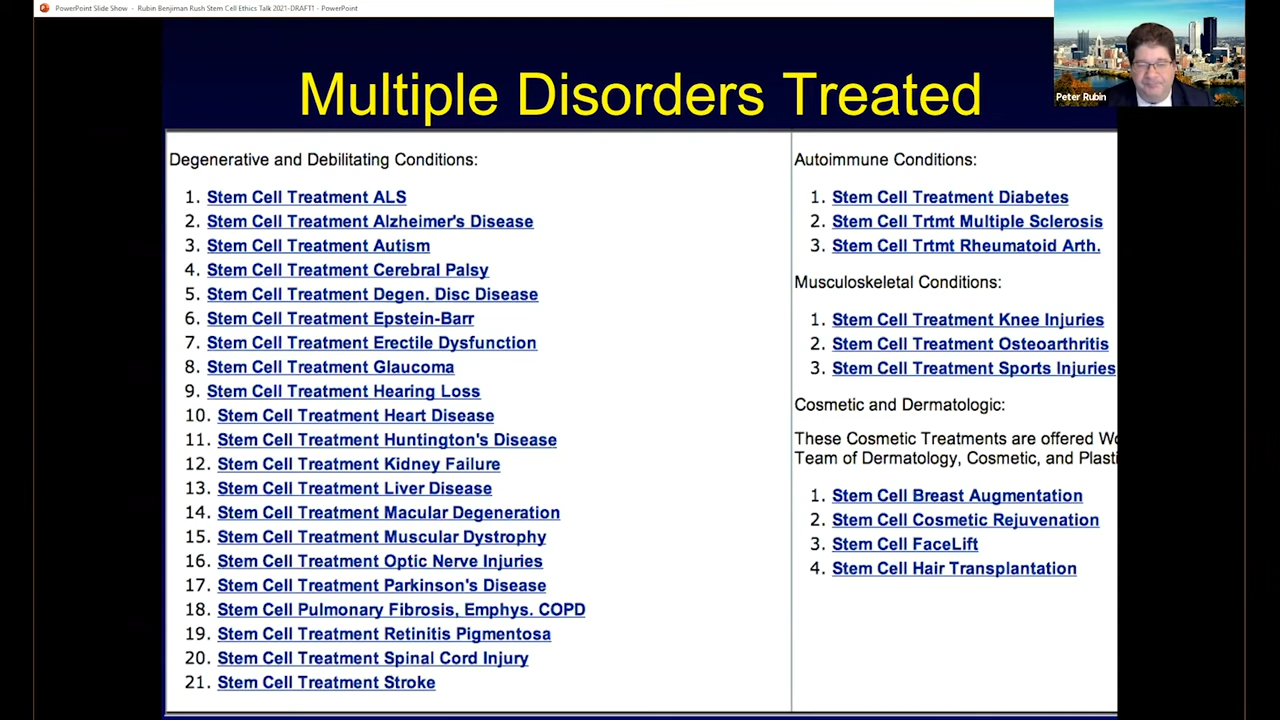 PowerPoint Slide Show - Rubin Benjiman Rush Stem Cell Ethics Talk 2021-DRAFT1 - PowerPoint
Multiple Disorders Treated
Peter Rubin
Degenerative and Debilitating Conditions:
1. Stem Cell Treatment ALS
2. Stem Cell Treatment Alzheimer's Disease
3. Stem Cell Treatment Autism
4. Stem Cell Treatment Cerebral Palsy
5. Stem Cell Treatment Degen. Disc Disease
6. Stem Cell Treatment Epstein-Barr
7. Stem Cell Treatment Erectile Dysfunction
8. Stem Cell Treatment Glaucoma
9. Stem Cell Treatment Hearing Loss
10. Stem Cell Treatment Heart Disease
11. Stem Cell Treatment Huntington's Disease
12. Stem Cell Treatment Kidney Failure
13. Stem Cell Treatment Liver Disease
14. Stem Cell Treatment Macular Degeneration
15. Stem Cell Treatment Muscular Dystrophy
16. Stem Cell Treatment Optic Nerve Injuries
17. Stem Cell Treatment Parkinson's Disease
18. Stem Cell Pulmonary Fibrosis, Emphys. COPD
19. Stem Cell Treatment Retinitis Pigmentosa
20. Stem Cell Treatment Spinal Cord Injury
21. Stem Cell Treatment Stroke
Autoimmune Conditions:
1. Stem Cell Treatment Diabetes
2. Stem Cell Trtmt Multiple Sclerosis
3. Stem Cell Trtmt Rheumatoid Arth.
Musculoskeletal Conditions:
1. Stem Cell Treatment Knee Injuries
2. Stem Cell Treatment Osteoarthritis
3. Stem Cell Treatment Sports Injuries
Cosmetic and Dermatologic:
These Cosmetic Treatments are offered
Team of Dermatology, Cosmetic, and
1. Stem Cell Breast Augmentation
2. Stem Cell Cosmetic Rejuvenation
3. Stem Cell FaceLift
4. Stem Cell Hair Transplantation